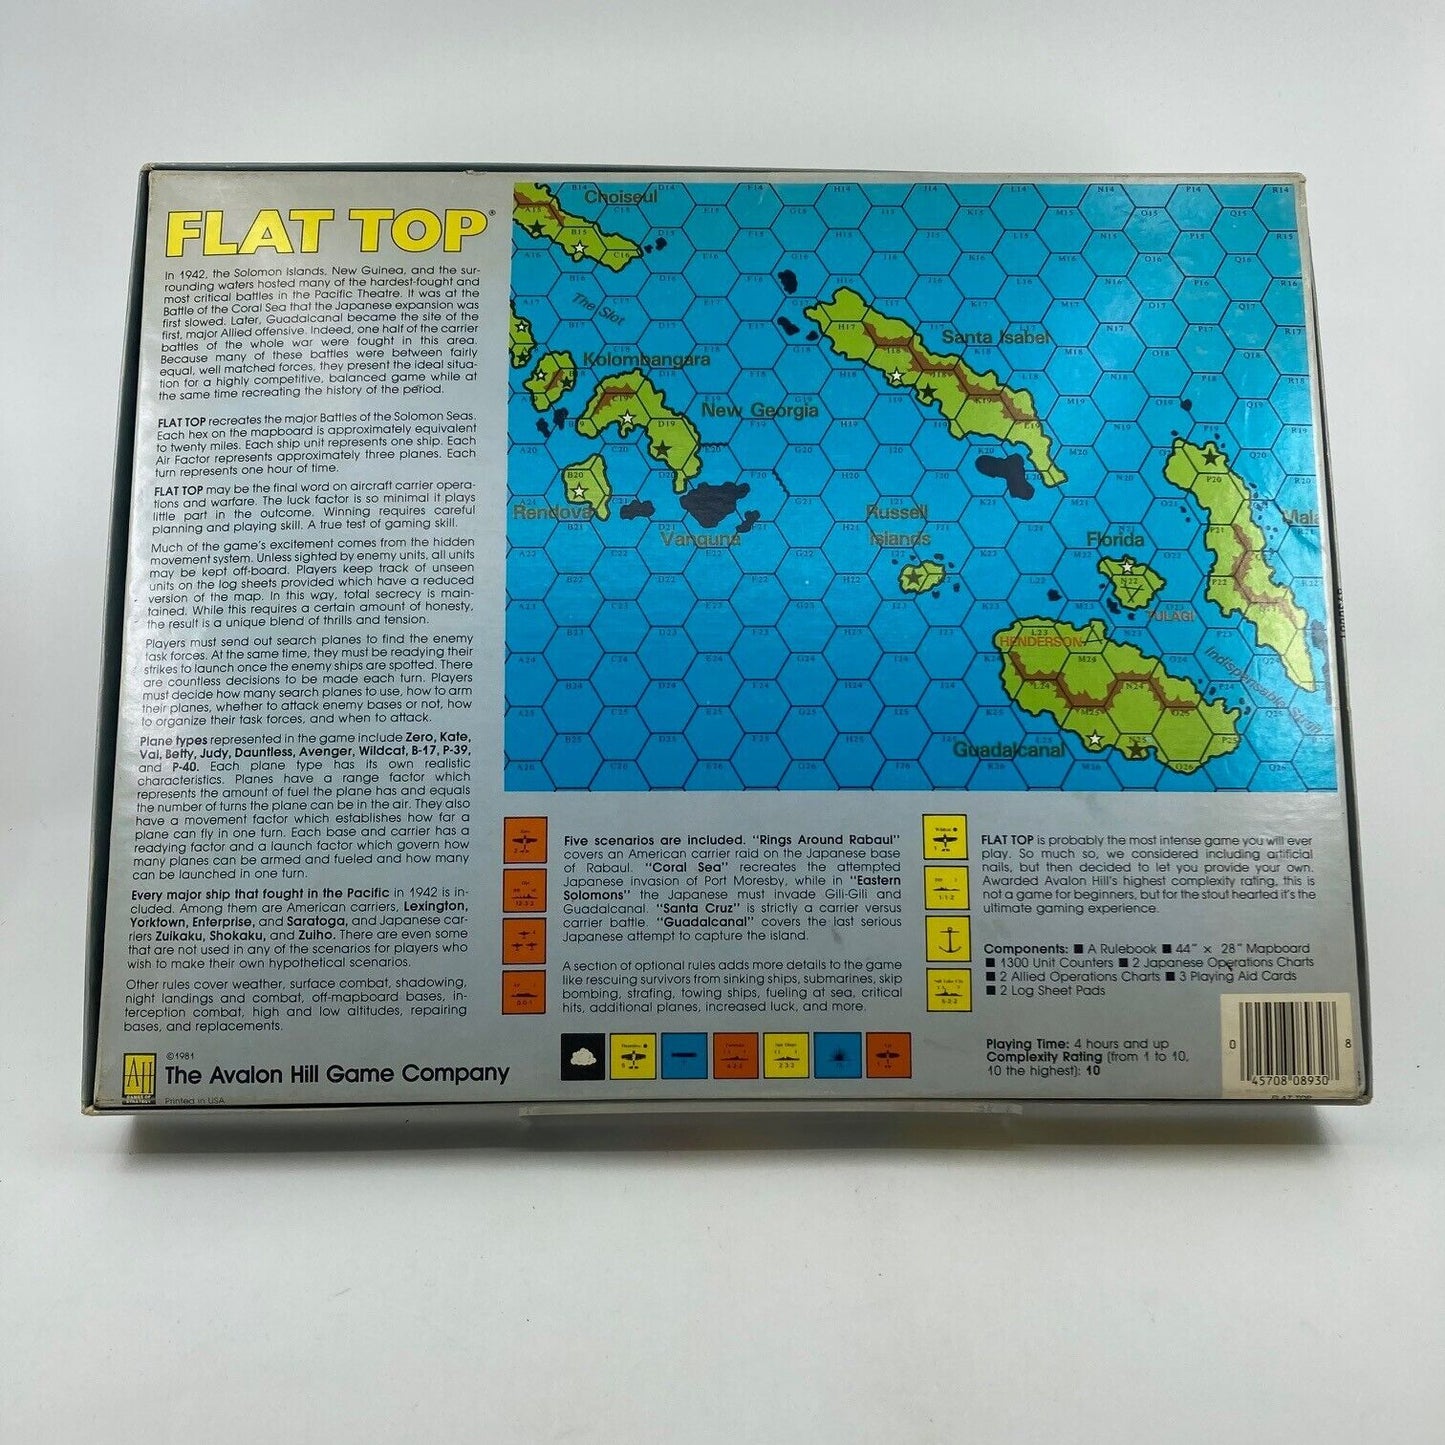 FLAT TOP®
In 1942, the Solomon Islands, New Guinea, and the sur-
rounding waters hosted many of the hardest-fought and
most critical battles in the Pacific Theatre. It was at the
Battle of the Coral Sea that the Japanese expansion was
first slowed. Later, Guadalcanal became the site of the
first, major Allied offensive. Indeed, one half of the carrier
battles of the whole war were fought in this area.
Because many of these battles were between fairly
equal, well matched forces, they present the ideal situa-
tion for a highly competitive, balanced game while at
the same time recreating the history of the period.
FLAT TOP recreates the major Battles of the Solomon Seas.
Each hex on the mapboard is approximately equivalent
to twenty miles. Each ship unit represents one ship. Each
Air Factor represents approximately three planes. Each
turn represents one hour of time.
FLAT TOP may be the final word on aircraft carrier opera-
tions and warfare. The luck factor is so minimal it plays
little part in the outcome. Winning requires careful
planning and playing skill. A true test of gaming skill.
Much of the game's excitement comes from the hidden
movement system. Unless sighted by enemy units, all units
may be kept off-board. Players keep track of unseen
units on the log sheets provided which have a reduced
version of the map. In this way, total secrecy is main-
tained. While this requires a certain amount of honesty,
the result is a unique blend of thrills and tension.
Players must send out search planes to find the enemy
task forces. At the same time, they must be readying their
strikes to launch once the enemy ships are spotted. There
are countless decisions to be made each turn. Players
must decide how many search planes to use, how to arm
their planes, whether to attack enemy bases or not, how
to organize their task forces, and when to attack.
Plane types represented in the game include Zero, Kate,
Val, Betty, Judy, Dauntless, Avenger, Wildcat, B-17, P-39,
and P-40. Each plane type has its own realistic
characteristics. Planes have a range factor which
represents the amount of fuel the plane has and equals
the number of turns the plane can be in the air. They also
have a movement factor which establishes how far a
plane can fly in one turn. Each base and carrier has a
readying factor and a launch factor which govern how
many planes can be armed and fueled and how many
can be launched in one turn.
Every major ship that fought in the Pacific in 1942 is in-
cluded. Among them are American carriers, Lexington,
Yorktown, Enterprise, and Saratoga, and Japanese car-
riers Zuikaku, Shokaku, and Zuiho. There are even some
that are not used in any of the scenarios for players who
wish to make their own hypothetical scenarios.
Other rules cover weather, surface combat, shadowing,
night landings and combat, off-mapboard bases, in-
terception combat, high and low altitudes, repairing
bases, and replacements.
©1981
AH
The Avalon Hill Game Company
Printed in USA
Choiseul
The Slot
Kolombangara
New Georgia
Santa Isabel
Rendova
Vanguna
Russell
Islands
Florida
TULAGI
HENDERSON
Mala
Indispensable Strait
Guadalcanal
Five scenarios are included. "Rings Around Rabaul"
covers an American carrier raid on the Japanese base
of Rabaul. "Coral Sea" recreates the attempted
Japanese invasion of Port Moresby, while in "Eastern
Solomons" the Japanese must invade Gili-Gili and
Guadalcanal. "Santa Cruz" is strictly a carrier versus
carrier battle. "Guadalcanal" covers the last serious
Japanese attempt to capture the island.
A section of optional rules adds more details to the game
like rescuing survivors from sinking ships, submarines, skip
bombing, strafing, towing ships, fueling at sea, critical
hits, additional planes, increased luck, and more.
FLAT TOP is probably the most intense game you will ever
play. So much so, we considered including artificial
nails, but then decided to let you provide your own.
Awarded Avalon Hill's highest complexity rating, this is
not a game for beginners, but for the stout hearted it's the
ultimate gaming experience.
Components: ■ A Rulebook ■ 44" × 28" Mapboard
■ 1300 Unit Counters ■ 2 Japanese Operations Charts
■ 2 Allied Operations Charts ■ 3 Playing Aid Cards
■ 2 Log Sheet Pads
Playing Time: 4 hours and up
Complexity Rating (from 1 to 10,
10 the highest): 10
0 45708 08930 8
FLAT TOP